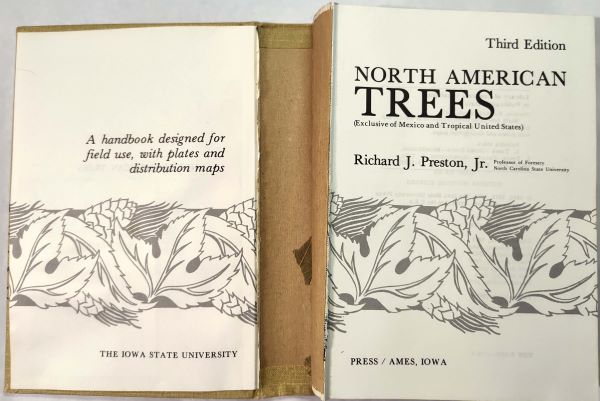 A handbook designed for
field use, with plates and
distribution maps
THE IOWA STATE UNIVERSITY
Third Edition
NORTH AMERICAN
TREES
(Exclusive of Mexico and Tropical United States)
Richard J. Preston, Jr. Professor of Formery
North Carolina State University
PRESS / AMES, IOWA